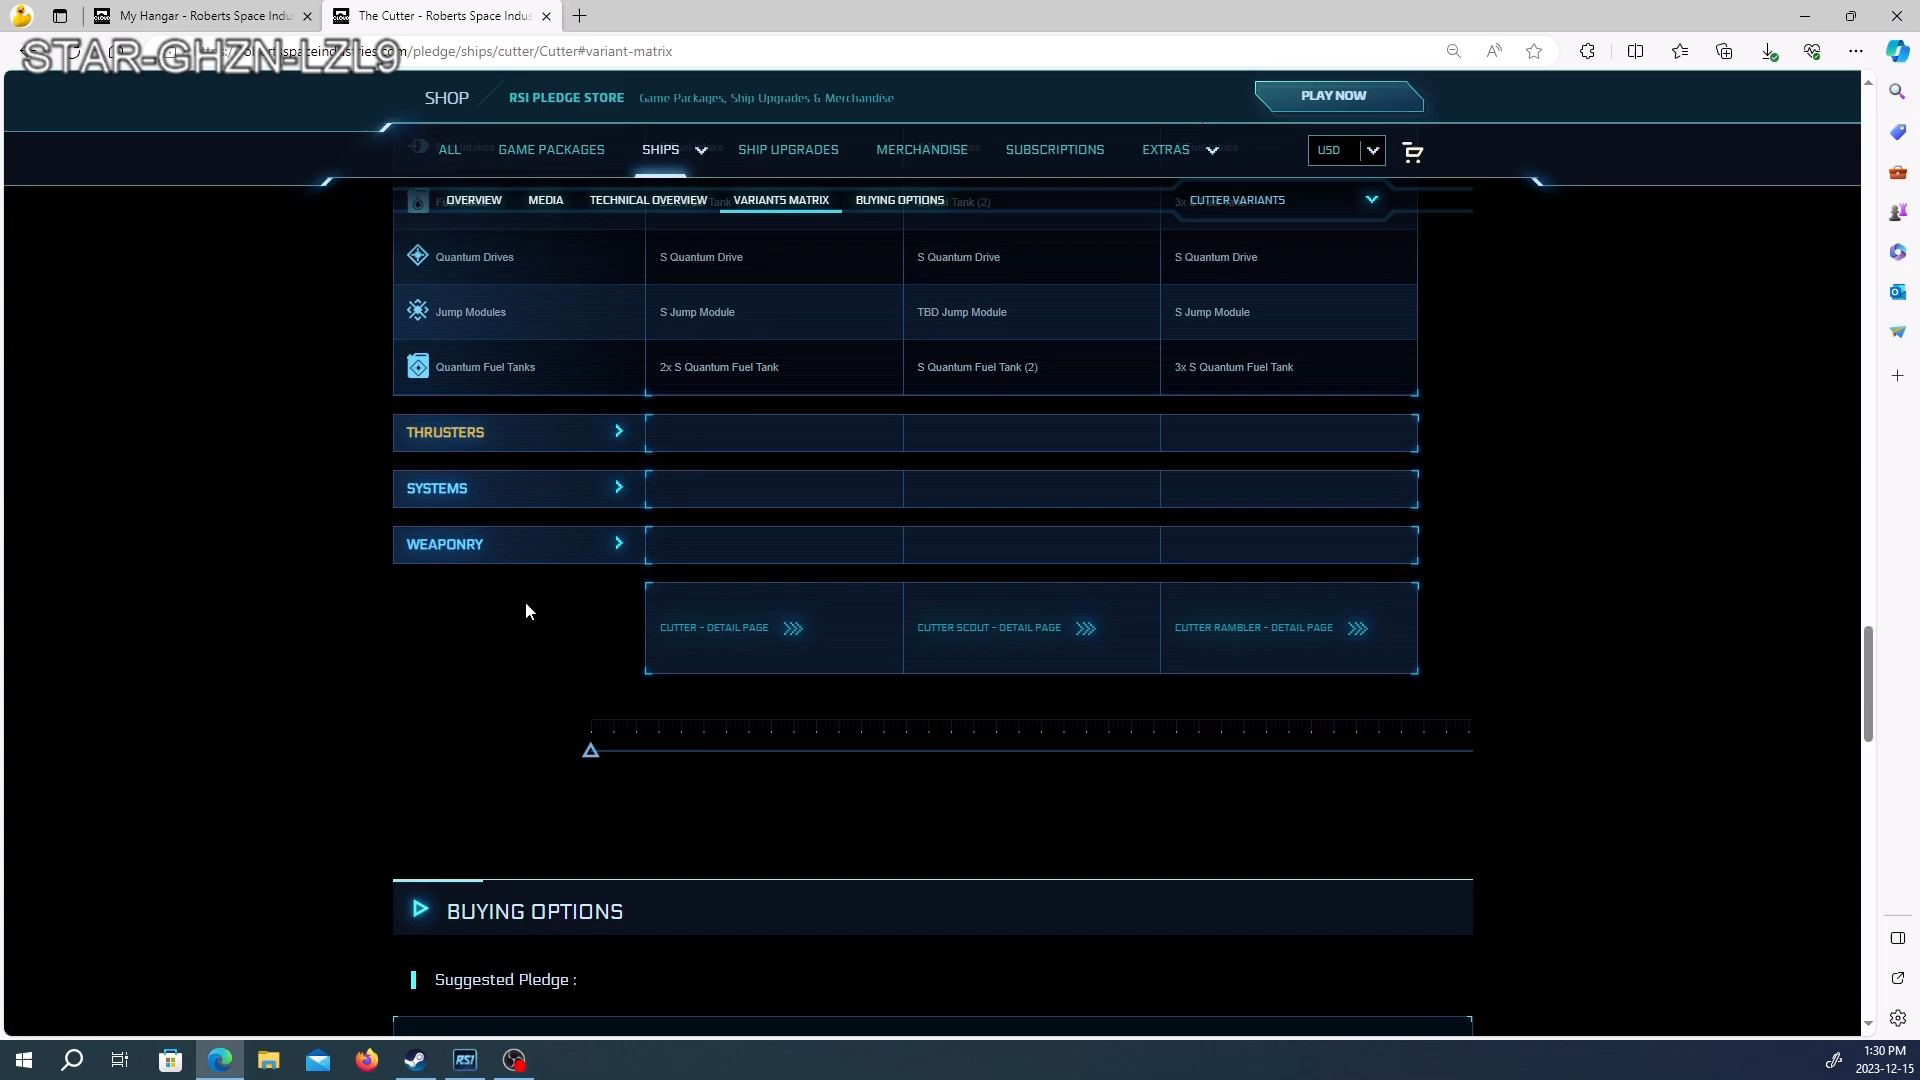 My Hangar - Roberts Space Indu
The Cutter - Roberts Space Indus
STAR-GHZN-LZL9
/pledge/ships/cutter/Cutter#variant-matrix
SHOP
RSI PLEDGE STORE
Game Packages, Ship Upgrades & Merchandise
PLAY NOW
ALL
GAME PACKAGES
SHIPS
SHIP UPGRADES
MERCHANDISE
SUBSCRIPTIONS
EXTRAS
USD
OVERVIEW
MEDIA
TECHNICAL OVERVIEW
VARIANTS MATRIX
BUYING OPTIONS
CUTTER VARIANTS
Quantum Drives
S Quantum Drive
S Quantum Drive
S Quantum Drive
Jump Modules
S Jump Module
TBD Jump Module
S Jump Module
Quantum Fuel Tanks
2x S Quantum Fuel Tank
S Quantum Fuel Tank (2)
3x S Quantum Fuel Tank
THRUSTERS
SYSTEMS
WEAPONRY
CUTTER - DETAIL PAGE
CUTTER SCOUT - DETAIL PAGE
CUTTER RAMBLER - DETAIL PAGE
BUYING OPTIONS
Suggested Pledge :
RSI
1:30 PM
2023-12-15